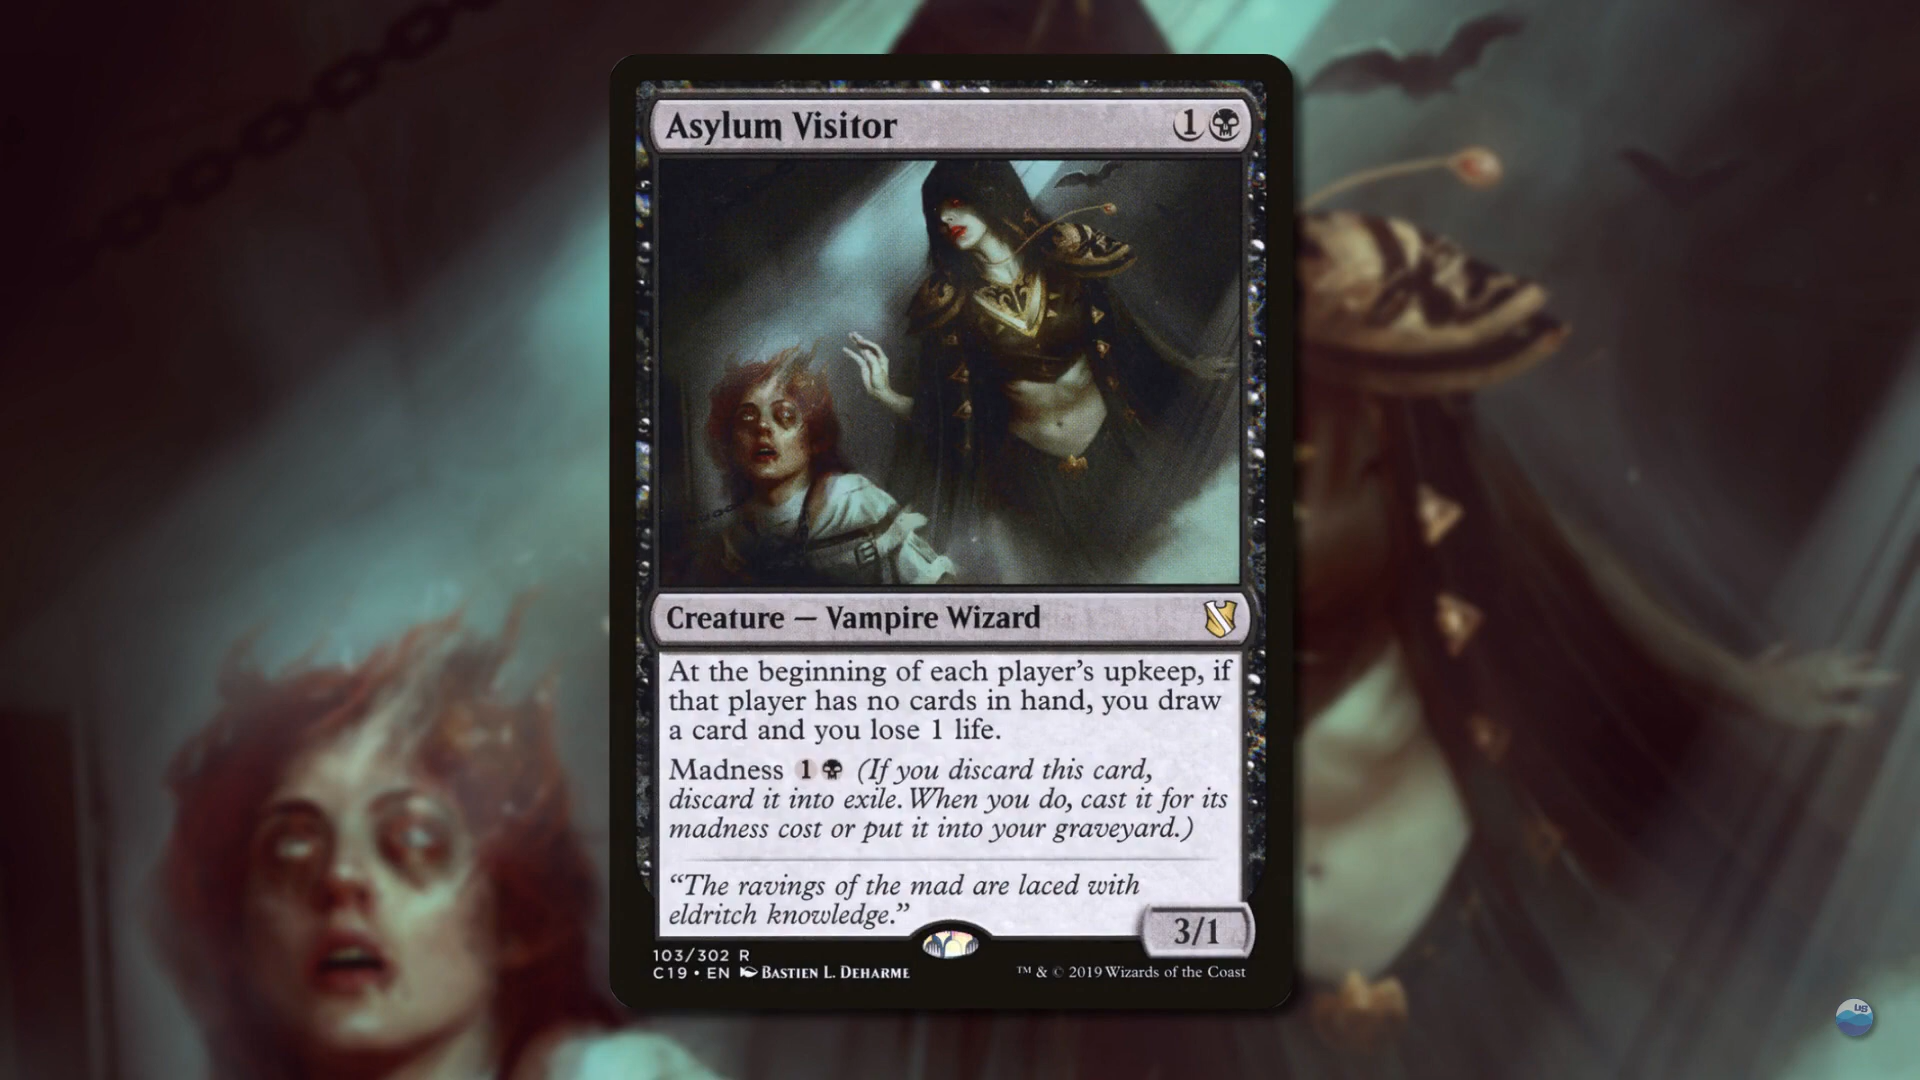 Asylum Visitor 1
Creature — Vampire Wizard
At the beginning of each player's upkeep, if
that player has no cards in hand, you draw
a card and you lose 1 life.
Madness 1 (If you discard this card,
discard it into exile. When you do, cast it for its
madness cost or put it into your graveyard.)
“The ravings of the mad are laced with
eldritch knowledge.”
3/1
103/302 R
C19 • EN Bastien L. Deharme
™ & © 2019 Wizards of the Coast
UG